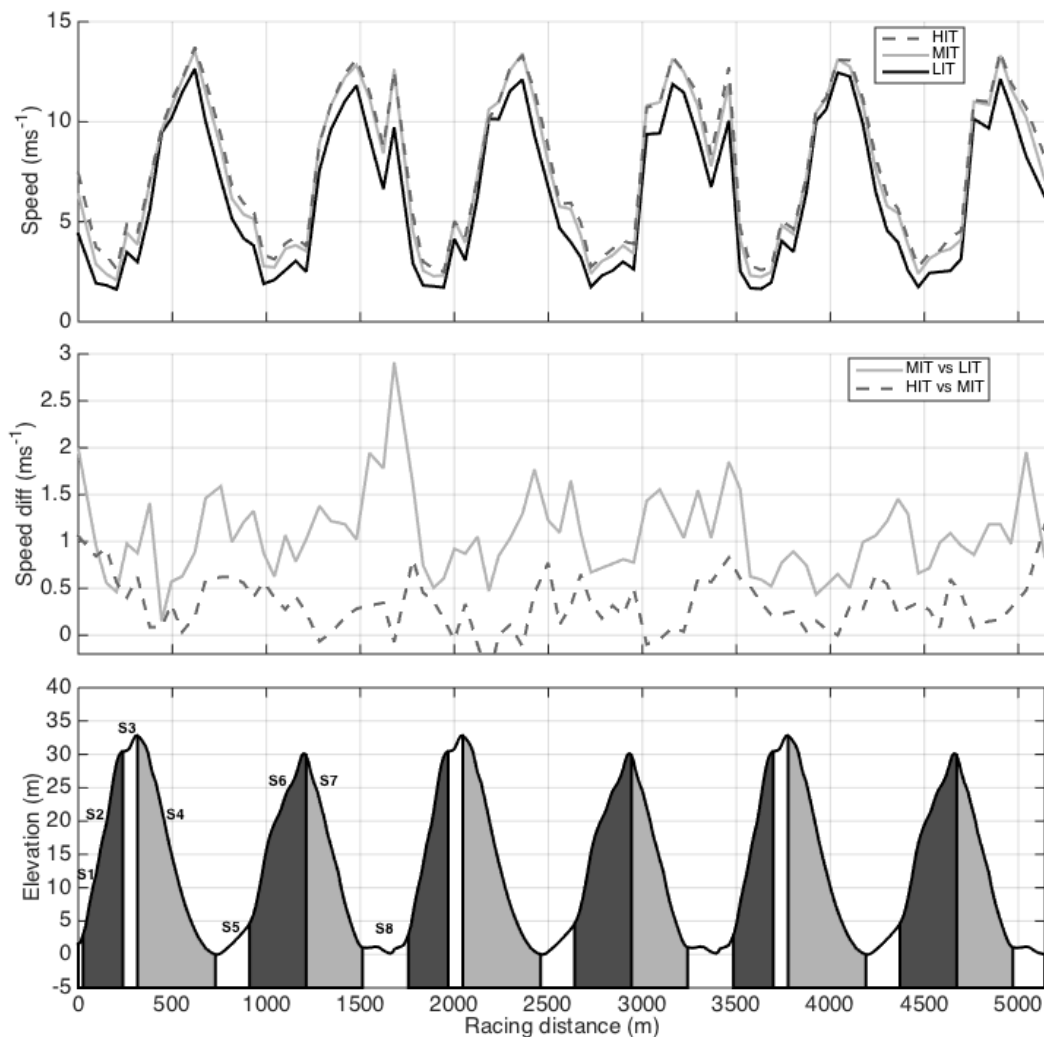 15
10
5
0
Speed (ms⁻¹)
HIT
MIT
LIT
3
2.5
2
1.5
1
0.5
0
Speed diff (ms⁻¹)
MIT vs LIT
HIT vs MIT
40
35
30
25
20
15
10
5
0
-5
Elevation (m)
S1
S2
S3
S4
S5
S6
S7
S8
0 500 1000 1500 2000 2500 3000 3500 4000 4500 5000
Racing distance (m)